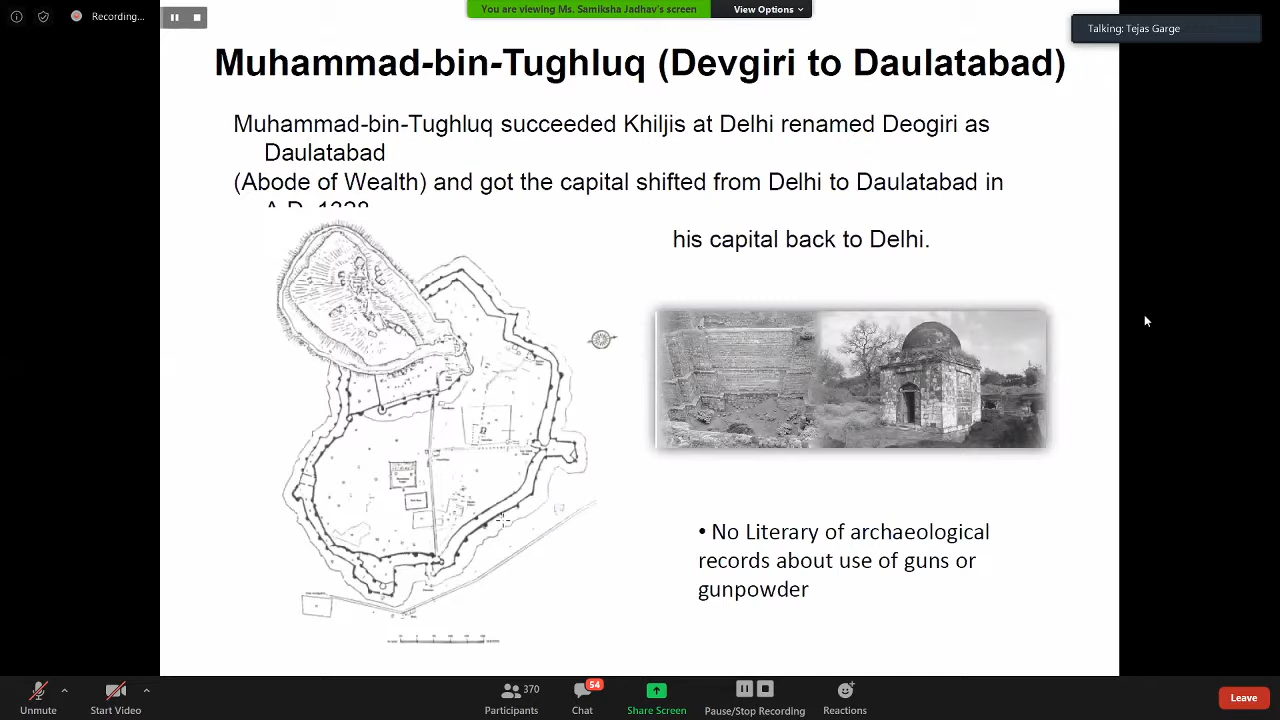 Recording...
You are viewing Ms. Samiksha Jadhav's screen
View Options
Talking: Tejas Garge
Muhammad-bin-Tughluq (Devgiri to Daulatabad)
Muhammad-bin-Tughluq succeeded Khiljis at Delhi renamed Deogiri as
Daulatabad
(Abode of Wealth) and got the capital shifted from Delhi to Daulatabad in
A.D.
his capital back to Delhi.
• No Literary of archaeological
records about use of guns or
gunpowder
Unmute
Start Video
370
Participants
54
Chat
Share Screen
Pause/Stop Recording
Reactions
Leave